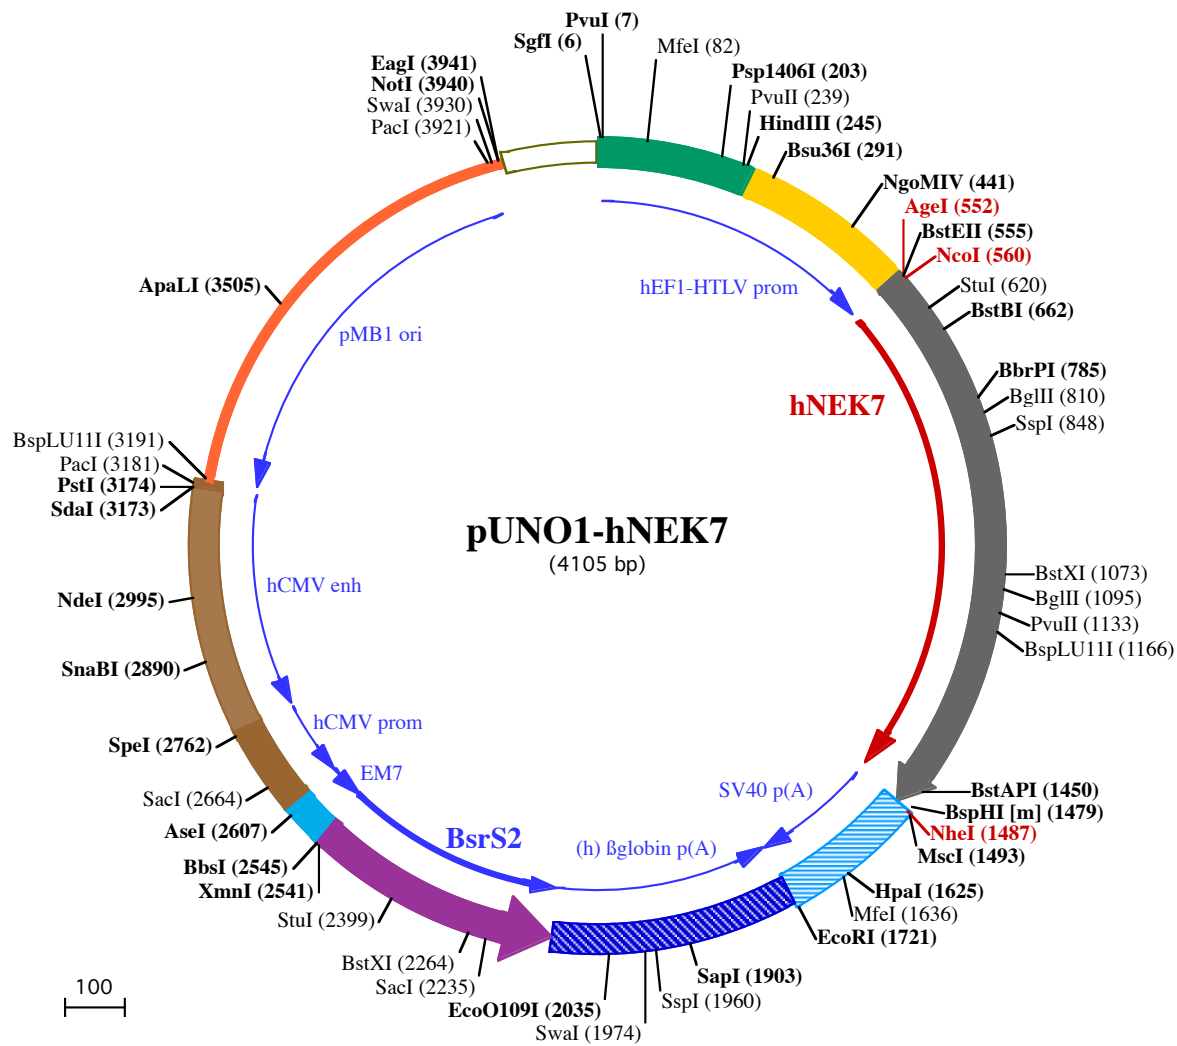 PvuI (7)
SgfI (6)
MfeI (82)
EagI (3941)
Psp1406I (203)
NotI (3940)
PvuII (239)
SwaI (3930)
HindIII (245)
PacI (3921)
Bsu36I (291)
NgoMIV (441)
AgeI (552)
BstEII (555)
NcoI (560)
StuI (620)
BstBI (662)
ApaLI (3505)
hEF1-HTLV prom
pMB1 ori
BbrPI (785)
BglII (810)
SspI (848)
hNEK7
BspLU11I (3191)
PacI (3181)
PstI (3174)
SdaI (3173)
pUNO1-hNEK7
(4105 bp)
BstXI (1073)
hCMV enh
NdeI (2995)
BglII (1095)
PvuII (1133)
BspLU11I (1166)
SnaBI (2890)
hCMV prom
SpeI (2762)
EM7
SV40 p(A)
BstAPI (1450)
SacI (2664)
BspHI [m] (1479)
AseI (2607)
NheI (1487)
BsrS2
(h) ßglobin p(A)
MscI (1493)
BbsI (2545)
XmnI (2541)
HpaI (1625)
MfeI (1636)
StuI (2399)
EcoRI (1721)
BstXI (2264)
SapI (1903)
SacI (2235)
100
SspI (1960)
EcoO109I (2035)
SwaI (1974)